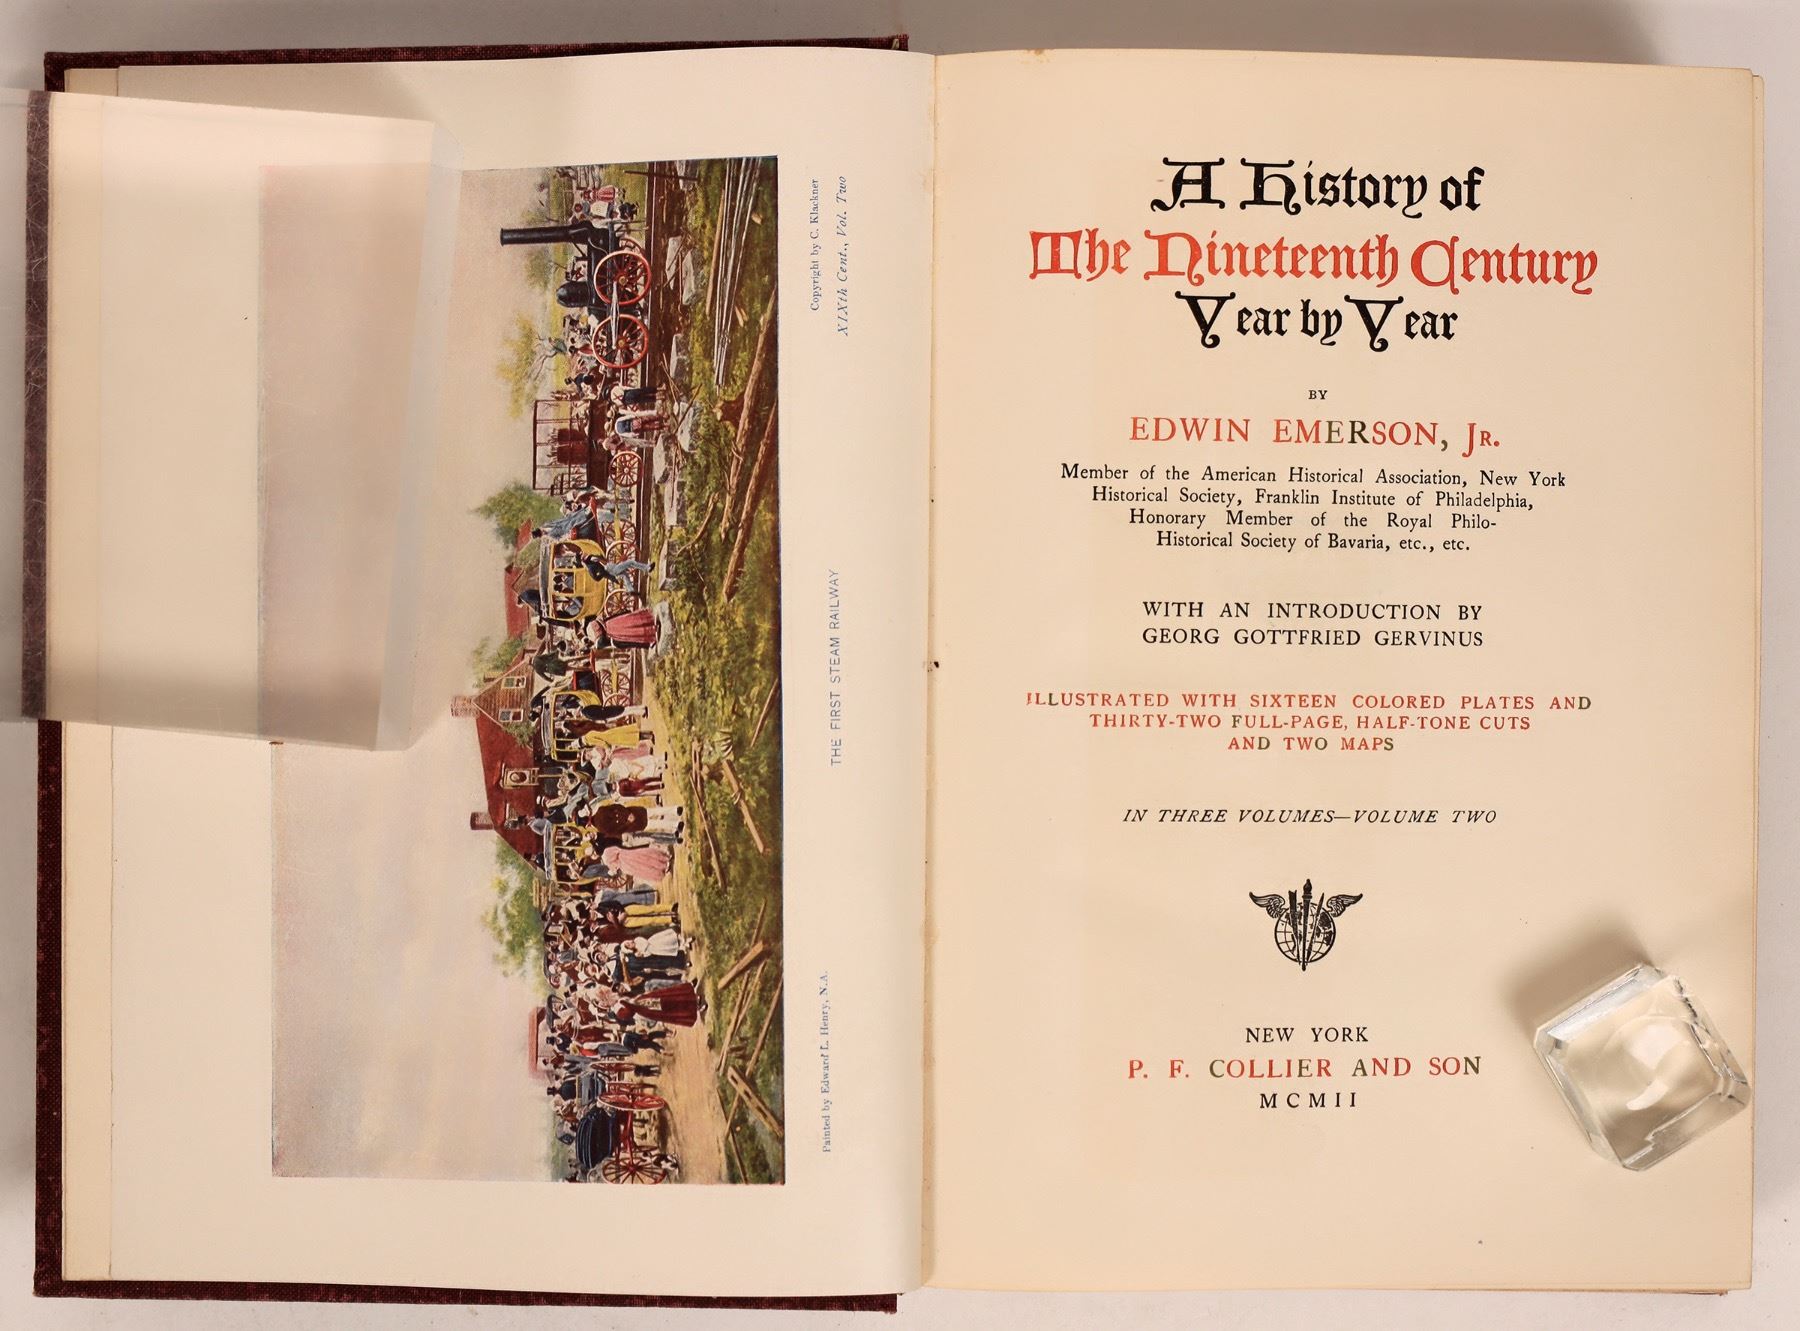 Copyright by C. Klackner
XIXth Cent., Vol. Two
THE FIRST STEAM RAILWAY
Painted by Edward L. Henry, N.A.
A History of
The Nineteenth Century
Year by Year
BY
EDWIN EMERSON, JR.
Member of the American Historical Association, New York
Historical Society, Franklin Institute of Philadelphia,
Honorary Member of the Royal Philo-
Historical Society of Bavaria, etc., etc.
WITH AN INTRODUCTION BY
GEORG GOTTFRIED GERVINUS
ILLUSTRATED WITH SIXTEEN COLORED PLATES AND
THIRTY-TWO FULL-PAGE, HALF-TONE CUTS
AND TWO MAPS
IN THREE VOLUMES—VOLUME TWO
NEW YORK
P. F. COLLIER AND SON
MCMII